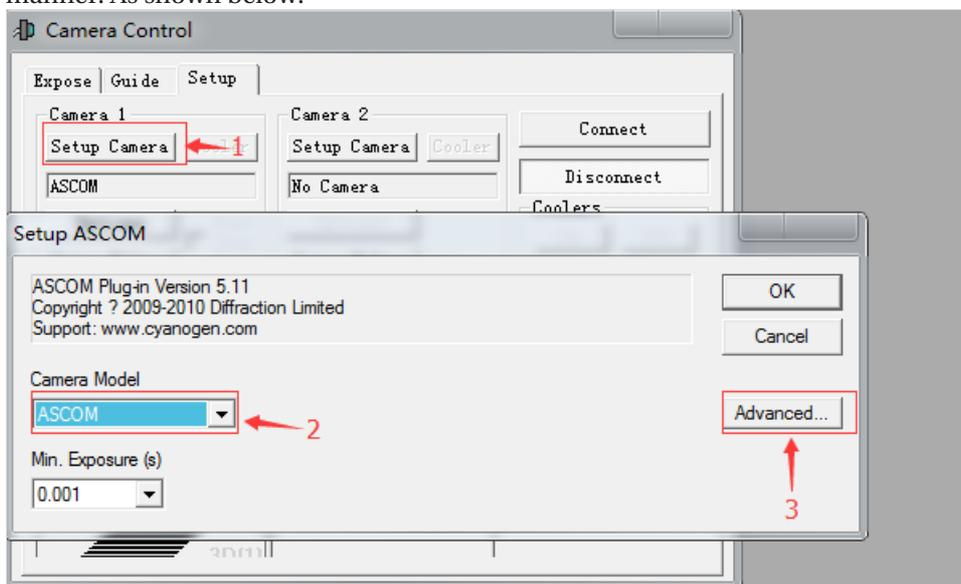 manner. As shown below:
Camera Control
Expose Guide Setup
Camera 1
Setup Camera
1
ASCOM
Camera 2
Setup Camera Cooler
No Camera
Connect
Disconnect
Coolers
Setup ASCOM
ASCOM Plug-in Version 5.11
Copyright ? 2009-2010 Diffraction Limited
Support: www.cyanogen.com
OK
Cancel
Camera Model
ASCOM
2
Advanced...
3
Min. Exposure (s)
0.001